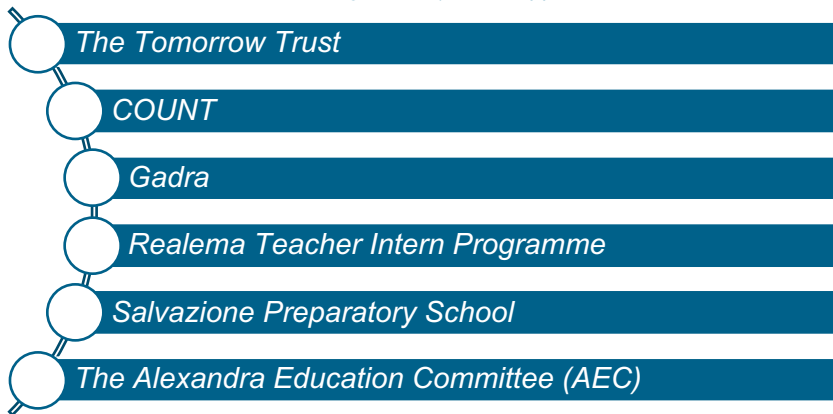 The Tomorrow Trust
COUNT
Gadra
Realema Teacher Intern Programme
Salvazione Preparatory School
The Alexandra Education Committee (AEC)